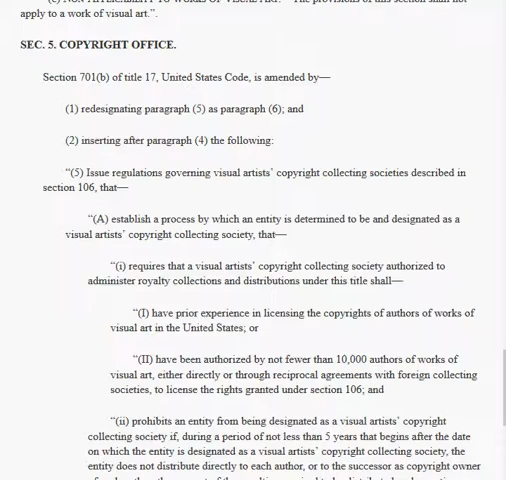 apply to a work of visual art.”.
SEC. 5. COPYRIGHT OFFICE.
Section 701(b) of title 17, United States Code, is amended by—
(1) redesignating paragraph (5) as paragraph (6); and
(2) inserting after paragraph (4) the following:
“(5) Issue regulations governing visual artists’ copyright collecting societies described in
section 106, that—
“(A) establish a process by which an entity is determined to be and designated as a
visual artists’ copyright collecting society, that—
“(i) requires that a visual artists’ copyright collecting society authorized to
administer royalty collections and distributions under this title shall—
“(I) have prior experience in licensing the copyrights of authors of works of
visual art in the United States; or
“(II) have been authorized by not fewer than 10,000 authors of works of
visual art, either directly or through reciprocal agreements with foreign collecting
societies, to license the rights granted under section 106; and
“(ii) prohibits an entity from being designated as a visual artists’ copyright
collecting society if, during a period of not less than 5 years that begins after the date
on which the entity is designated as a visual artists’ copyright collecting society, the
entity does not distribute directly to each author, or to the successor as copyright owner